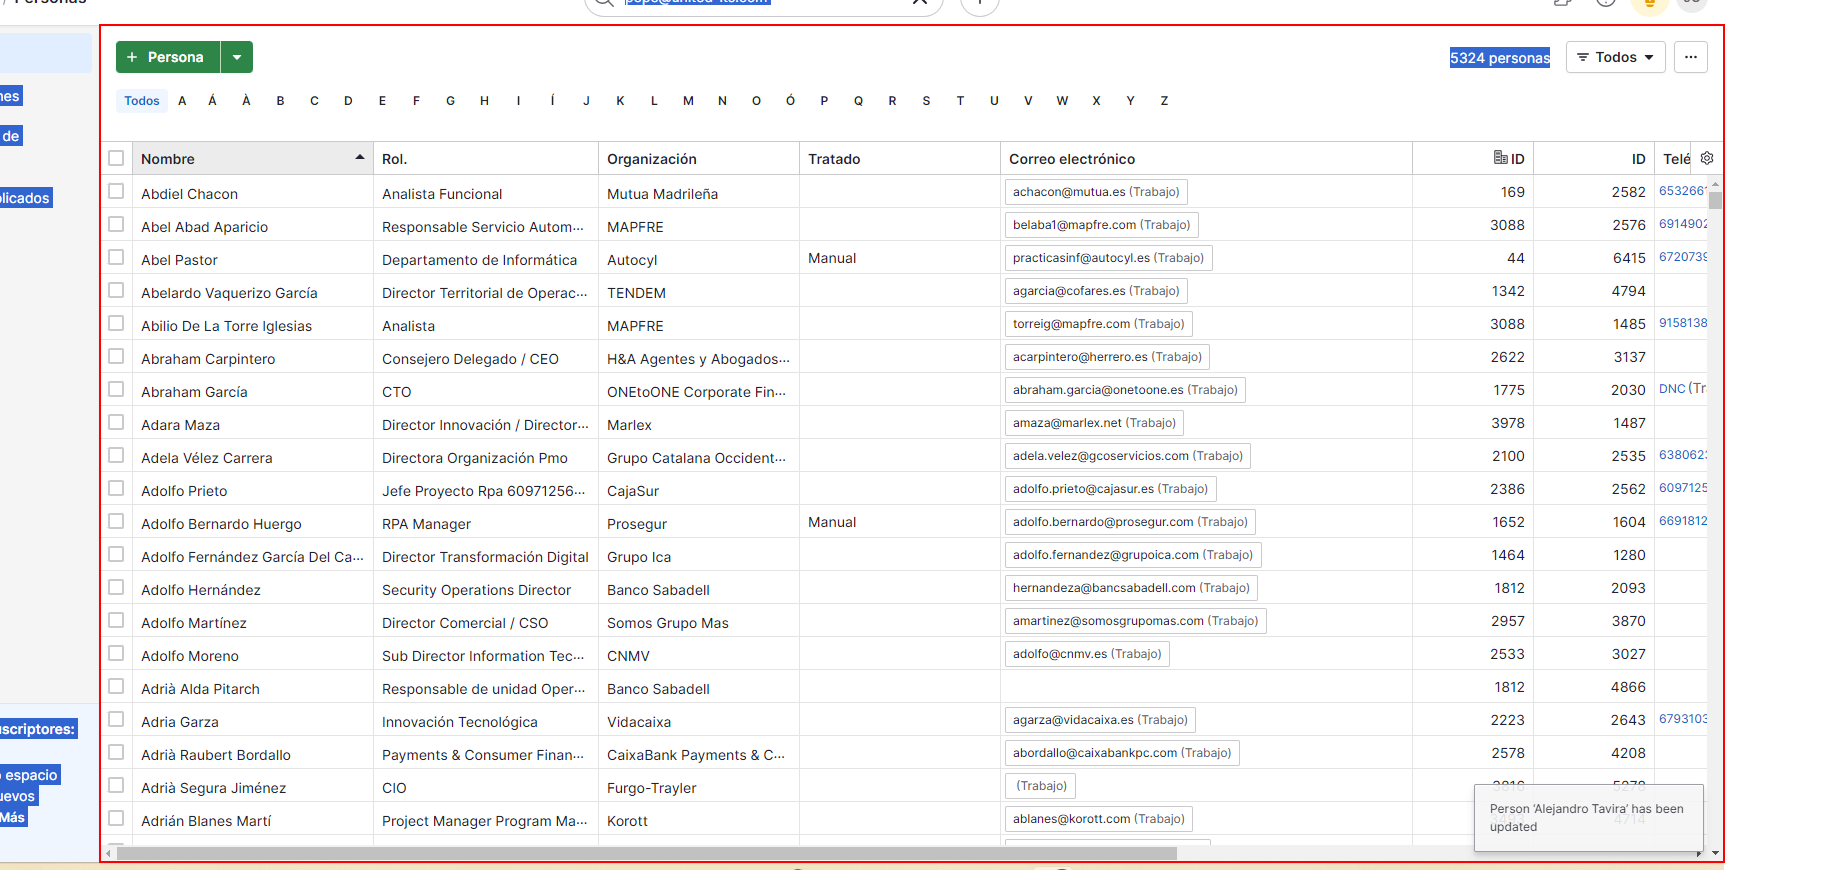 Personas
pepe@united-its.com
nes
de
licados
scriptores:
espacio
uevos
Más
+ Persona
5324 personas
Todos
...
Todos A Á À B C D E F G H I Í J K L M N O Ó P Q R S T U V W X Y Z
Nombre Rol. Organización Tratado Correo electrónico ID ID Telé
Abdiel Chacon Analista Funcional Mutua Madrileña achacon@mutua.es (Trabajo) 169 2582 653266
Abel Abad Aparicio Responsable Servicio Autom... MAPFRE belaba1@mapfre.com (Trabajo) 3088 2576 6914902
Abel Pastor Departamento de Informática Autocyl Manual practicasinf@autocyl.es (Trabajo) 44 6415 6720739
Abelardo Vaquerizo García Director Territorial de Operac... TENDEM agarcia@cofares.es (Trabajo) 1342 4794
Abilio De La Torre Iglesias Analista MAPFRE torreig@mapfre.com (Trabajo) 3088 1485 9158138
Abraham Carpintero Consejero Delegado / CEO H&A Agentes y Abogados... acarpintero@herrero.es (Trabajo) 2622 3137
Abraham García CTO ONEtoONE Corporate Fin... abraham.garcia@onetoone.es (Trabajo) 1775 2030 DNC (Tr
Adara Maza Director Innovación / Director... Marlex amaza@marlex.net (Trabajo) 3978 1487
Adela Vélez Carrera Directora Organización Pmo Grupo Catalana Occident... adela.velez@gcoservicios.com (Trabajo) 2100 2535 638062
Adolfo Prieto Jefe Proyecto Rpa 60971256... CajaSur adolfo.prieto@cajasur.es (Trabajo) 2386 2562 6097125
Adolfo Bernardo Huergo RPA Manager Prosegur Manual adolfo.bernardo@prosegur.com (Trabajo) 1652 1604 6691812
Adolfo Fernández García Del Ca... Director Transformación Digital Grupo Ica adolfo.fernandez@grupoica.com (Trabajo) 1464 1280
Adolfo Hernández Security Operations Director Banco Sabadell hernandeza@bancsabadell.com (Trabajo) 1812 2093
Adolfo Martínez Director Comercial / CSO Somos Grupo Mas amartinez@somosgrupomas.com (Trabajo) 2957 3870
Adolfo Moreno Sub Director Information Tec... CNMV adolfo@cnmv.es (Trabajo) 2533 3027
Adrià Alda Pitarch Responsable de unidad Oper... Banco Sabadell 1812 4866
Adria Garza Innovación Tecnológica Vidacaixa agarza@vidacaixa.es (Trabajo) 2223 2643 6793103
Adrià Raubert Bordallo Payments & Consumer Finan... CaixaBank Payments & C... abordallo@caixabankpc.com (Trabajo) 2578 4208
Adrià Segura Jiménez CIO Furgo-Trayler (Trabajo) 3816 5278
Adrián Blanes Martí Project Manager Program Ma... Korott ablanes@korott.com (Trabajo) 4714
Person ‘Alejandro Tavira’ has been
updated